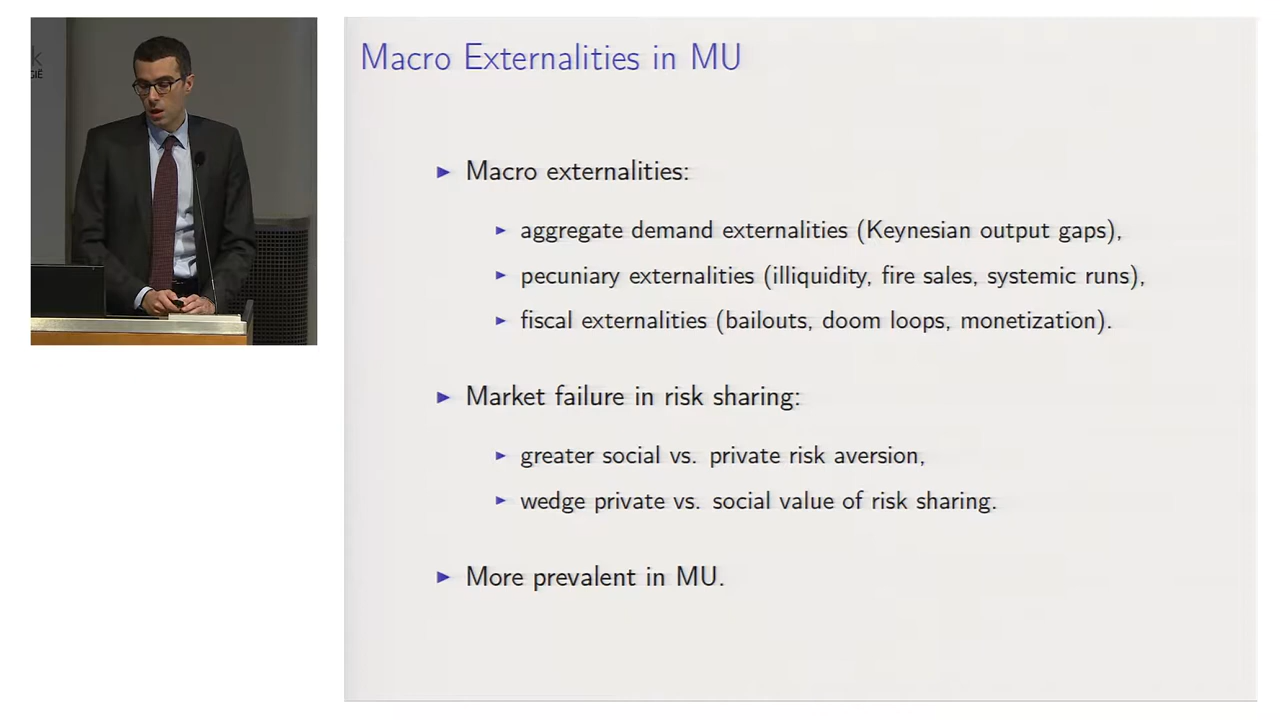 Macro Externalities in MU
► Macro externalities:
► aggregate demand externalities (Keynesian output gaps),
► pecuniary externalities (illiquidity, fire sales, systemic runs),
► fiscal externalities (bailouts, doom loops, monetization).
► Market failure in risk sharing:
► greater social vs. private risk aversion,
► wedge private vs. social value of risk sharing.
► More prevalent in MU.
k
GIË